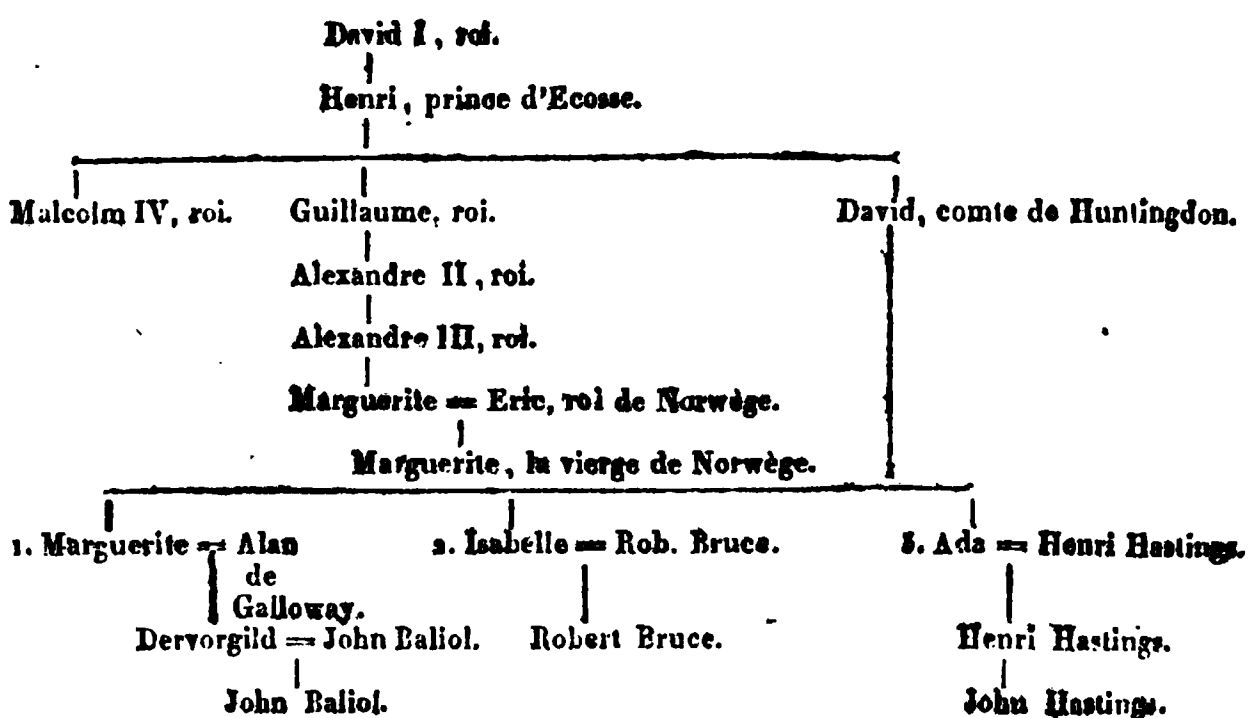 David I, roi.
Henri, prince d'Ecosse.
Malcolm IV, roi. Guillaume, roi. David, comte de Huntingdon.
Alexandre II, roi.
Alexandre III, roi.
Marguerite = Eric, roi de Norwège.
Marguerite, la vierge de Norwège.
1. Marguerite = Alan 2. Isabelle = Rob. Bruce. 3. Ada = Henri Hastings.
de
Galloway.
Dervorgild = John Baliol. Robert Bruce. Henri Hastings.
John Baliol. John Hastings.